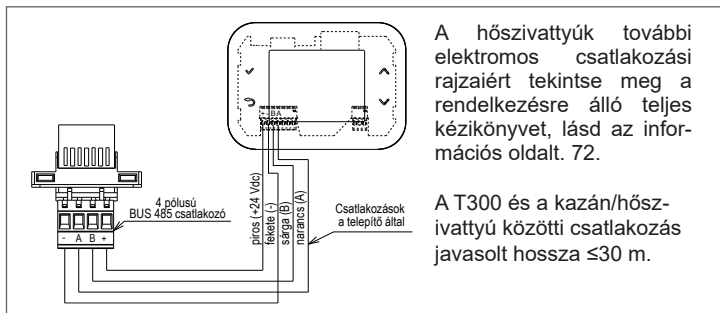 + - BA
4 pólusú
BUS 485 csatlakozó
- A B +
piros (+24 Vdc)
fekete (-)
sárga (B)
narancs (A)
Csatlakozások
a telepítő által
A hőszivattyúk további
elektromos csatlakozási
rajzaiért tekintse meg a
rendelkezésre álló teljes
kézikönyvet, lásd az infor-
mációs oldalt. 72.
A T300 és a kazán/hősz-
ivattyú közötti csatlakozás
javasolt hossza ≤30 m.